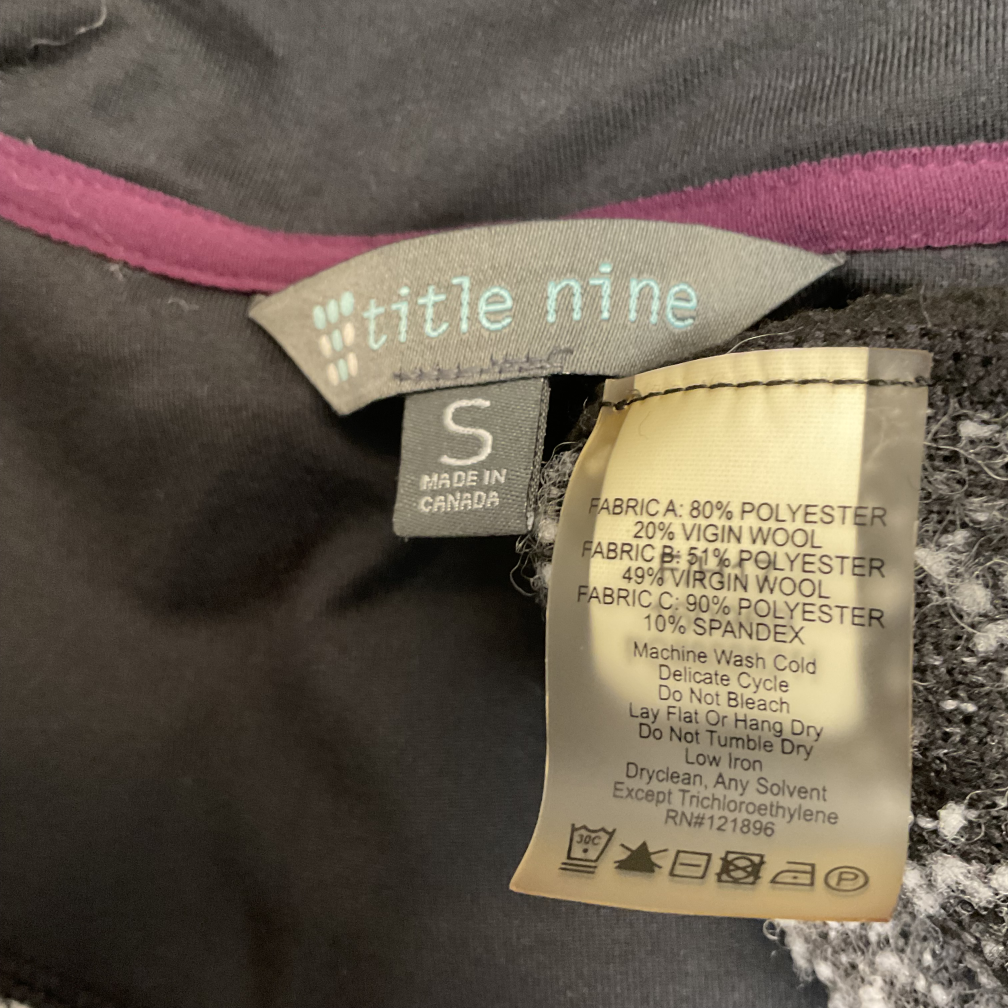 title nine
S
MADE IN
CANADA
FABRIC A: 80% POLYESTER
20% VIGIN WOOL
FABRIC B: 51% POLYESTER
49% VIRGIN WOOL
FABRIC C: 90% POLYESTER
10% SPANDEX
Machine Wash Cold
Delicate Cycle
Do Not Bleach
Lay Flat Or Hang Dry
Do Not Tumble Dry
Low Iron
Dryclean, Any Solvent
Except Trichloroethylene
RN#121896
30C
P